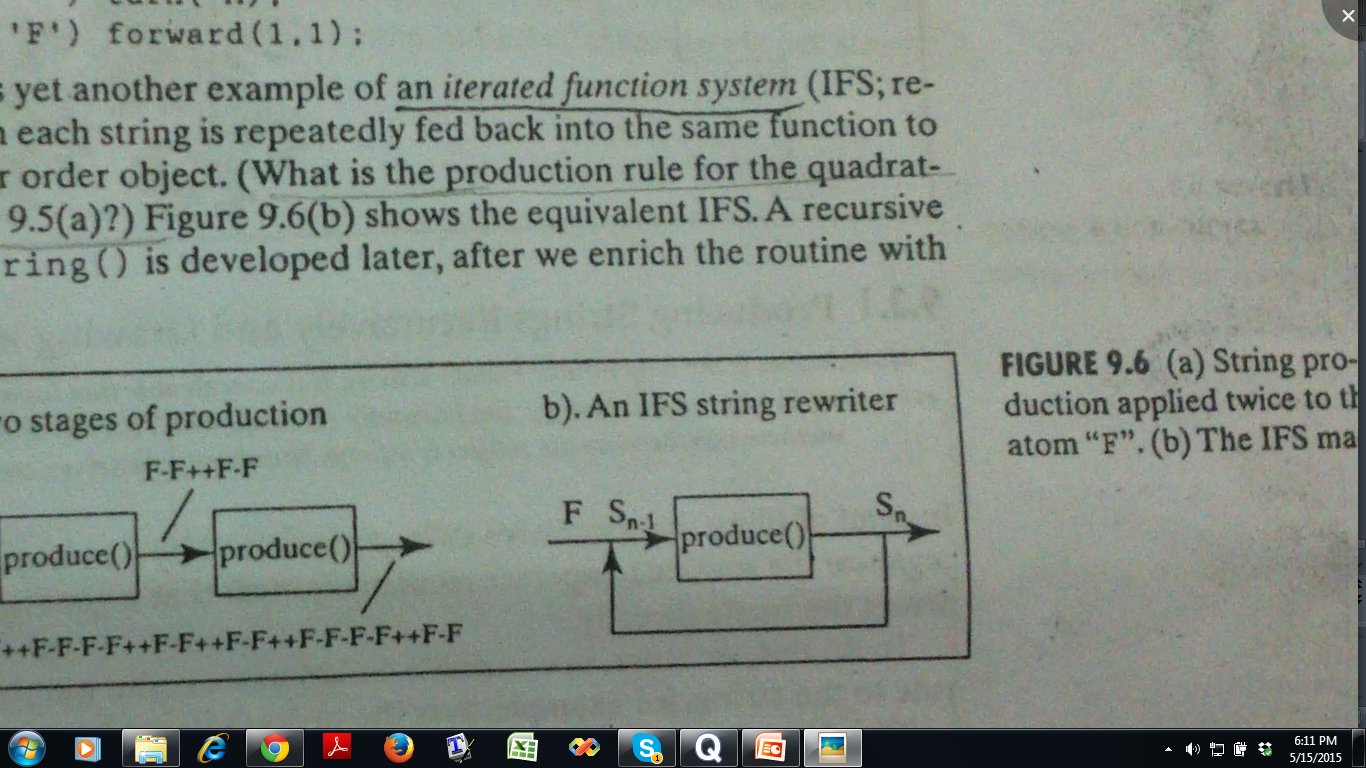 'F') forward(1,1);
yet another example of an iterated function system (IFS; re-
each string is repeatedly fed back into the same function to
order object. (What is the production rule for the quadrat-
9.5(a)?) Figure 9.6(b) shows the equivalent IFS. A recursive
ring() is developed later, after we enrich the routine with
o stages of production
b). An IFS string rewriter
F-F++F-F
F Sn-1 Sn
produce() produce() produce()
++F-F-F-F++F-F++F-F++F-F-F-F++F-F
FIGURE 9.6 (a) String pro-
duction applied twice to th
atom “F”. (b) The IFS ma
6:11 PM
5/15/2015